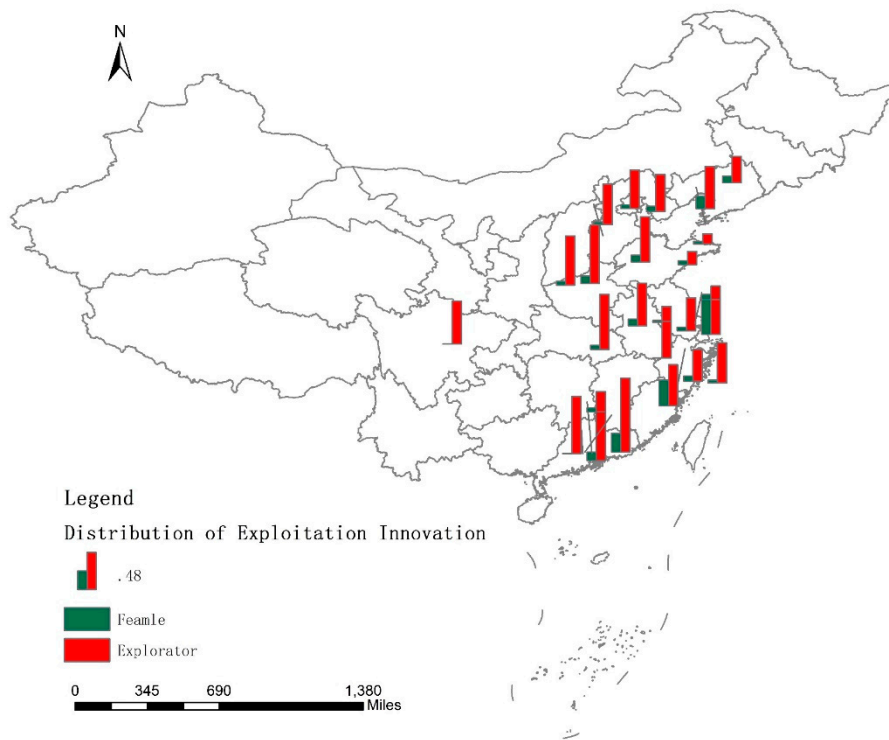 N
Legend
Distribution of Exploitation Innovation
.48
Feamle
Explorator
0 345 690 1,380
Miles